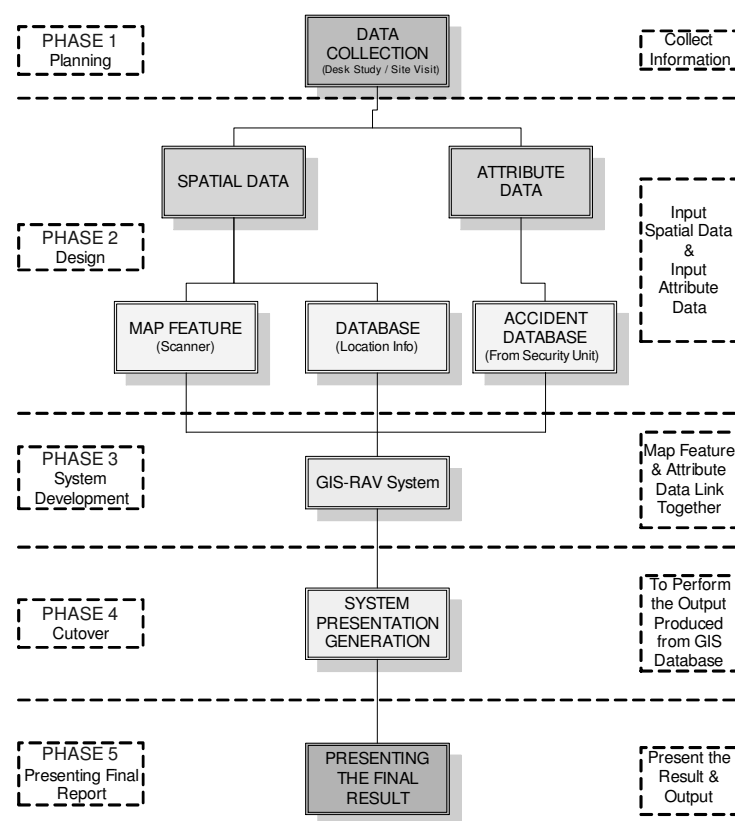 PHASE 1
Planning
DATA
COLLECTION
(Desk Study / Site Visit)
Collect
Information
SPATIAL DATA
ATTRIBUTE
DATA
PHASE 2
Design
Input
Spatial Data
&
Input
Attribute
Data
MAP FEATURE
(Scanner)
DATABASE
(Location Info)
ACCIDENT
DATABASE
(From Security Unit)
PHASE 3
System
Development
GIS-RAV System
Map Feature
& Attribute
Data Link
Together
PHASE 4
Cutover
SYSTEM
PRESENTATION
GENERATION
To Perform
the Output
Produced
from GIS
Database
PHASE 5
Presenting Final
Report
PRESENTING
THE FINAL
RESULT
Present the
Result &
Output